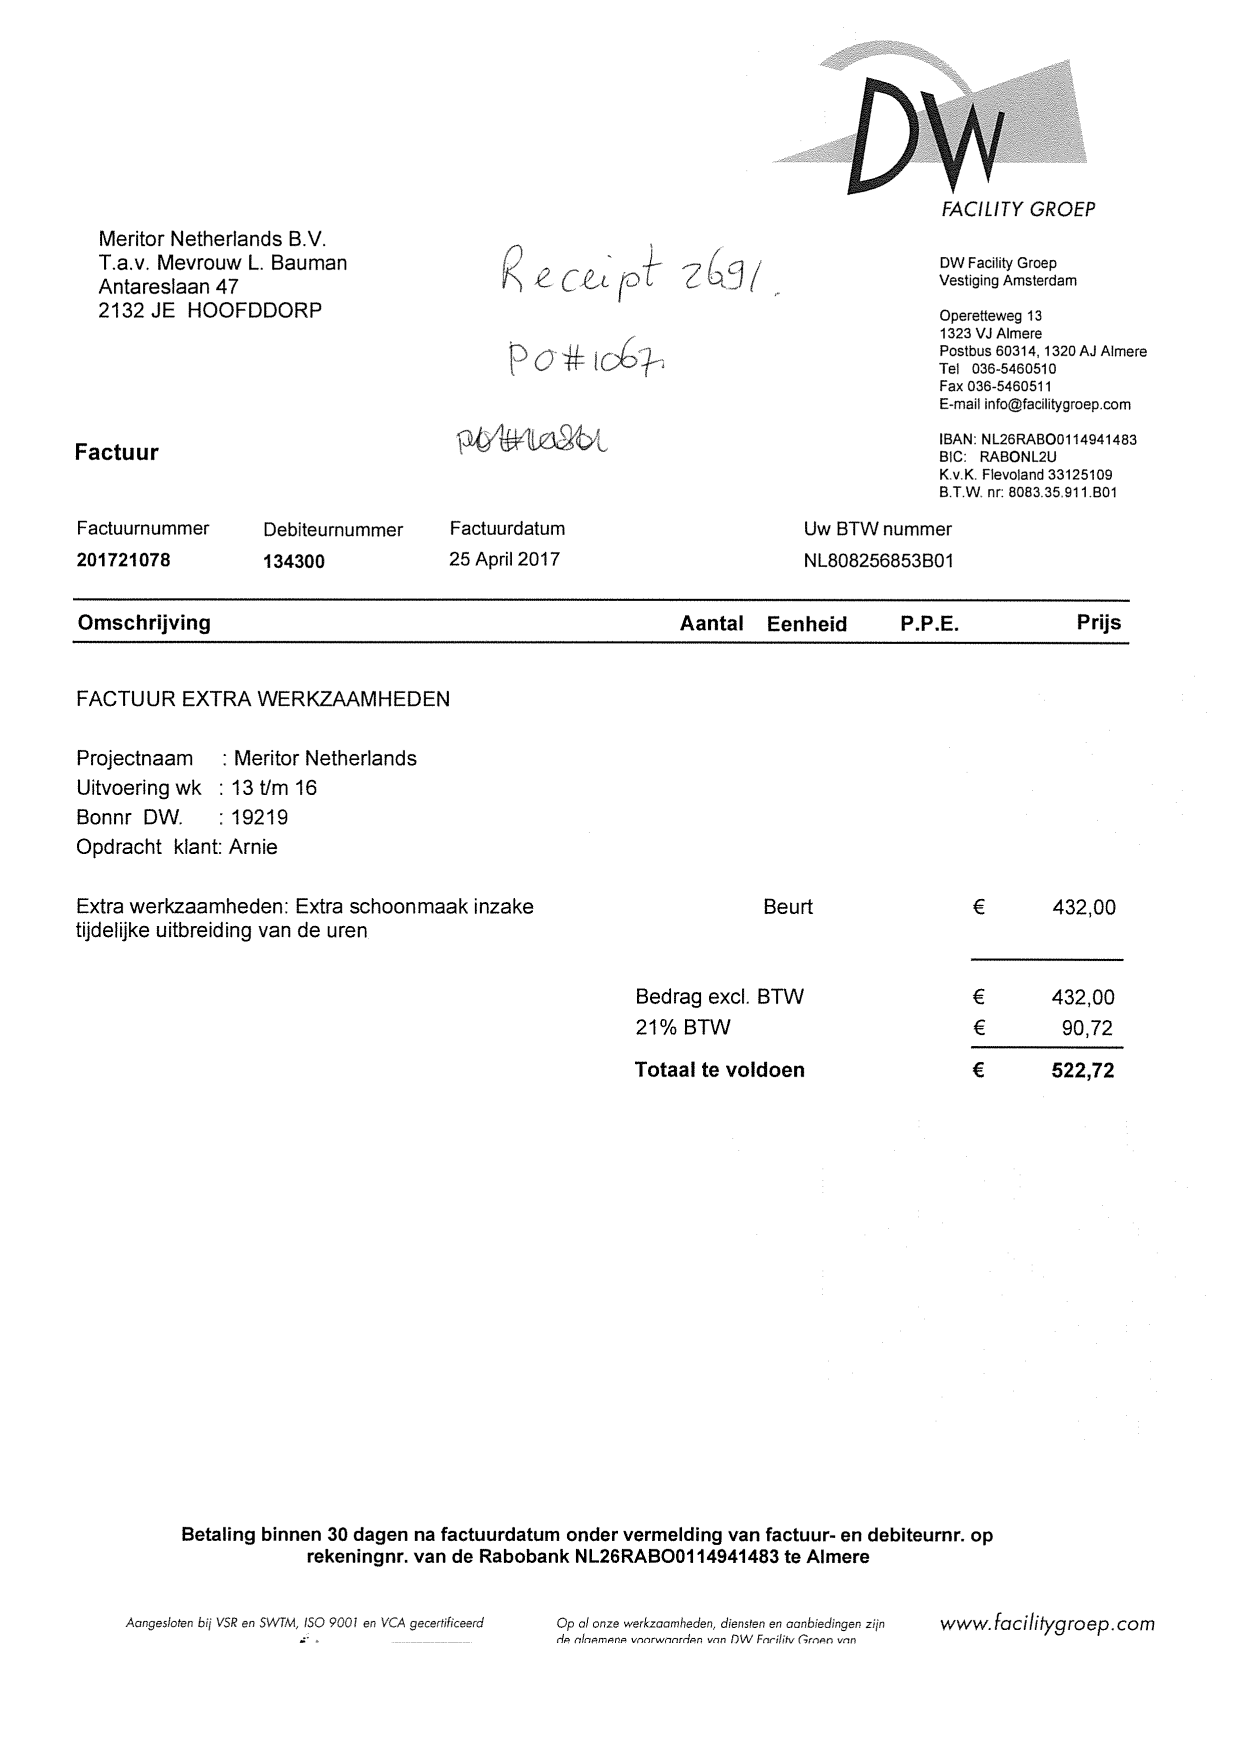 DW
FACILITY GROEP
Meritor Netherlands B.V.
T.a.v. Mevrouw L. Bauman
Antareslaan 47
2132 JE HOOFDDORP
Receipt 2691.
PO#1067
DW Facility Groep
Vestiging Amsterdam
Operetteweg 13
1323 VJ Almere
Postbus 60314, 1320 AJ Almere
Tel 036-5460510
Fax 036-5460511
E-mail info@facilitygroep.com
IBAN: NL26RABO0114941483
BIC: RABONL2U
K.v.K. Flevoland 33125109
B.T.W. nr: 8083.35.911.B01
Factuur
Factuurnummer Debiteurnummer Factuurdatum Uw BTW nummer
201721078 134300 25 April 2017 NL808256853B01
Omschrijving Aantal Eenheid P.P.E. Prijs
FACTUUR EXTRA WERKZAAMHEDEN
Projectnaam : Meritor Netherlands
Uitvoering wk : 13 t/m 16
Bonnr DW. : 19219
Opdracht klant: Arnie
Extra werkzaamheden: Extra schoonmaak inzake Beurt € 432,00
tijdelijke uitbreiding van de uren
Bedrag excl. BTW € 432,00
21% BTW € 90,72
Totaal te voldoen € 522,72
Betaling binnen 30 dagen na factuurdatum onder vermelding van factuur- en debiteurnr. op
rekeningnr. van de Rabobank NL26RABO0114941483 te Almere
Aangesloten bij VSR en SWTM, ISO 9001 en VCA gecertificeerd
Op al onze werkzaamheden, diensten en aanbiedingen zijn
de algemene voorwaarden van DW Facility Groep van
www.facilitygroep.com